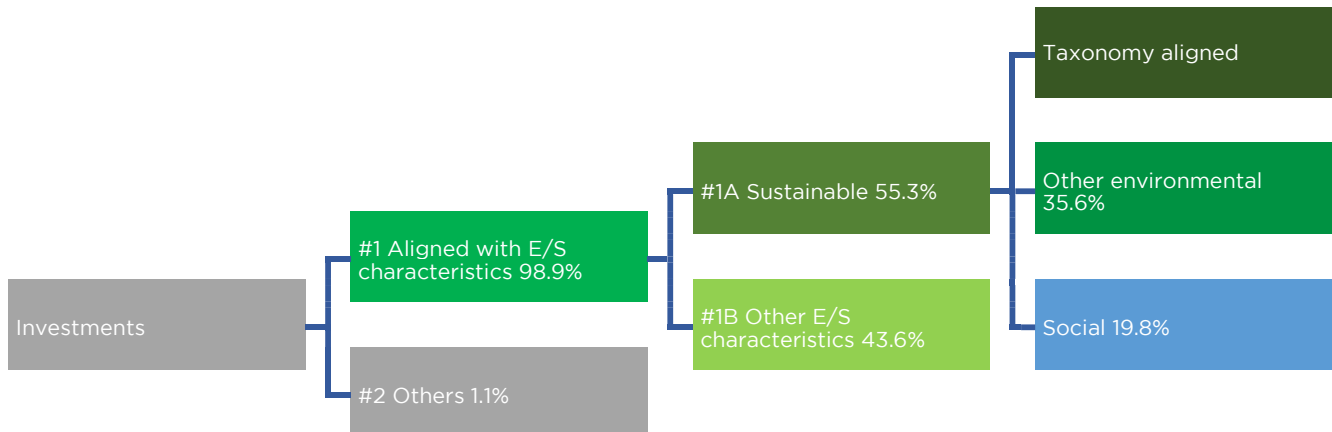 Investments
#1 Aligned with E/S
characteristics 98.9%
#2 Others 1.1%
#1A Sustainable 55.3%
#1B Other E/S
characteristics 43.6%
Taxonomy aligned
Other environmental
35.6%
Social 19.8%